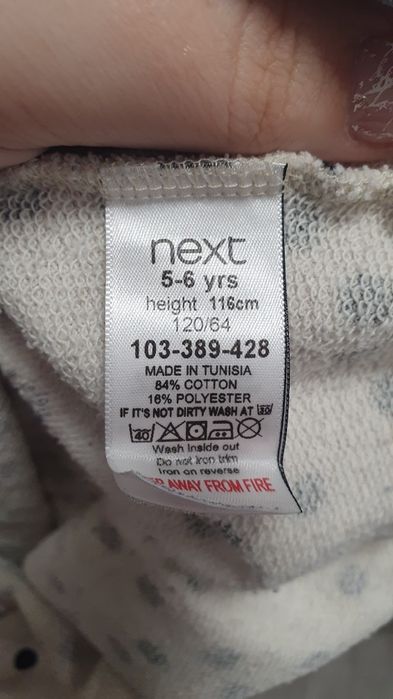 next
5-6 yrs
height 116cm
120/64
103-389-428
MADE IN TUNISIA
84% COTTON
16% POLYESTER
IF IT'S NOT DIRTY WASH AT 30
40
Wash inside out
Do not iron trim
Iron on reverse
AWAY FROM FIRE